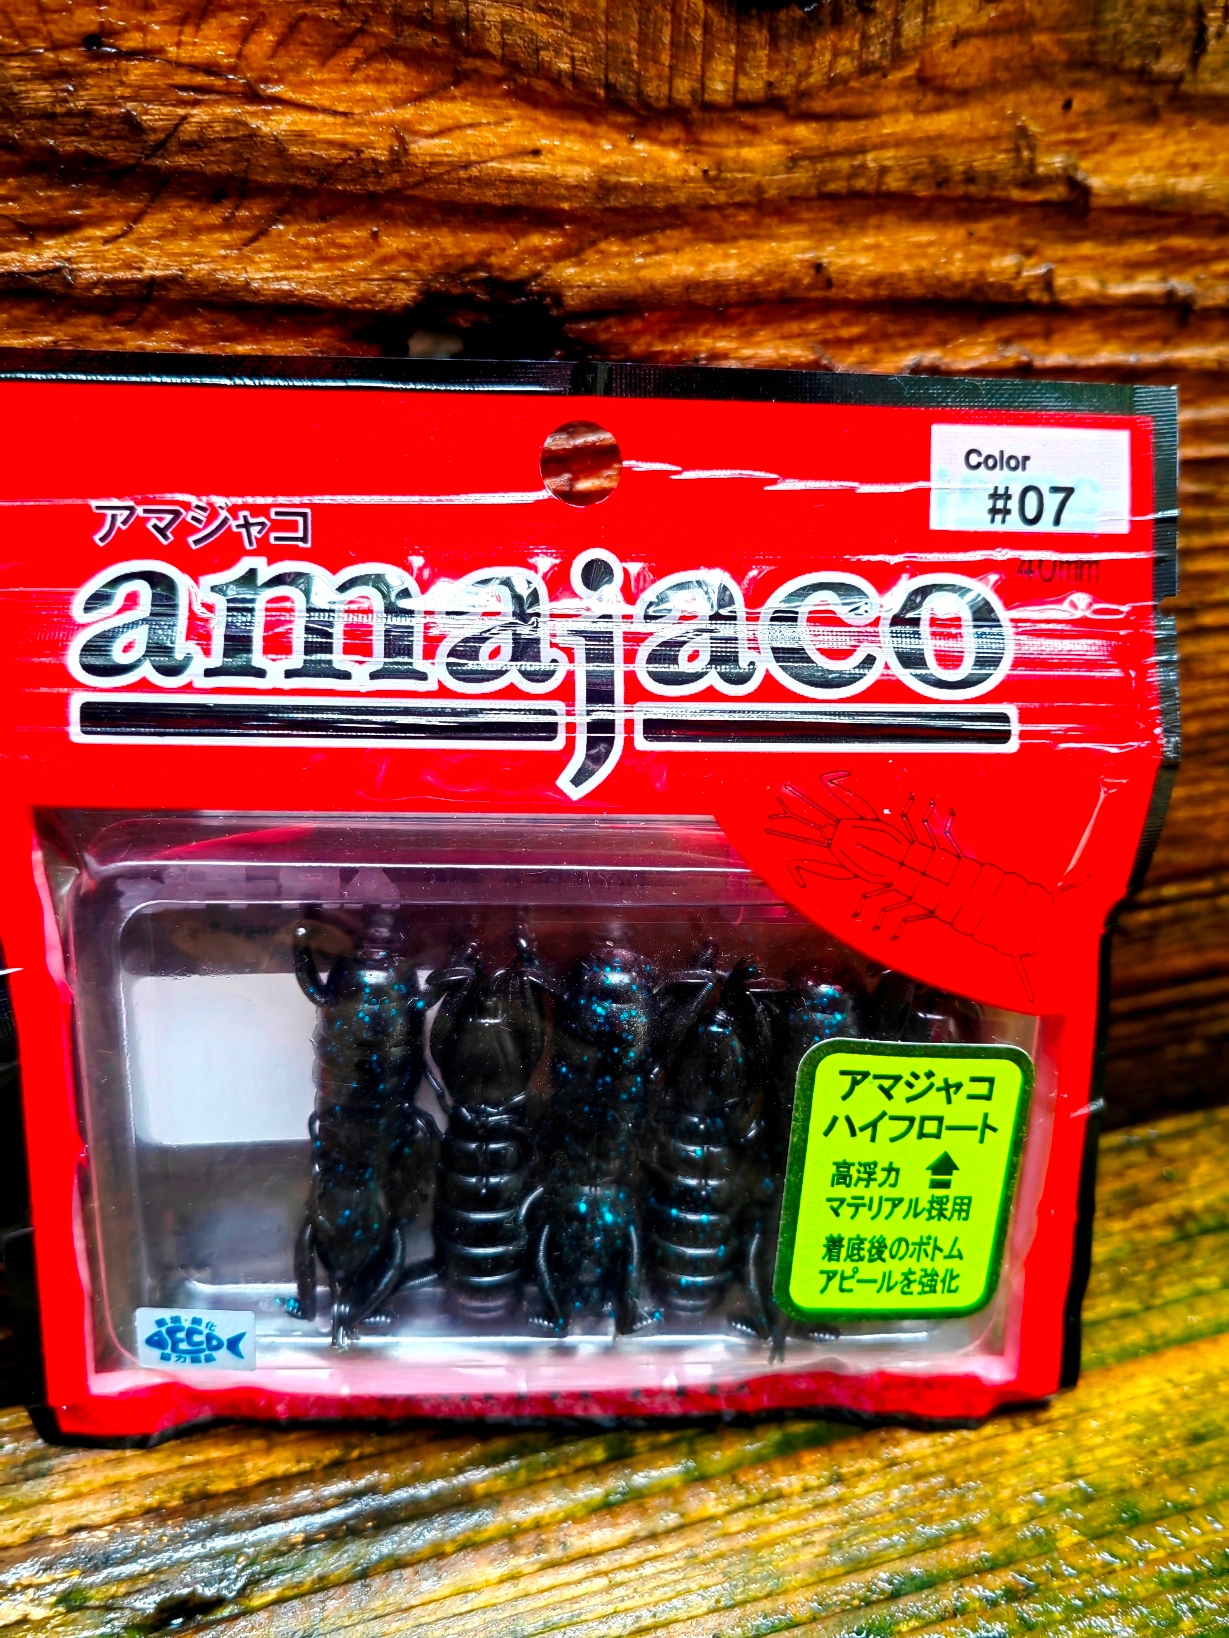 Color
#07
40mm
アマジャコ
amajaco
アマジャコ
ハイフロート
高浮力
マテリアル採用
着底後のボトム
アピールを強化
ECO